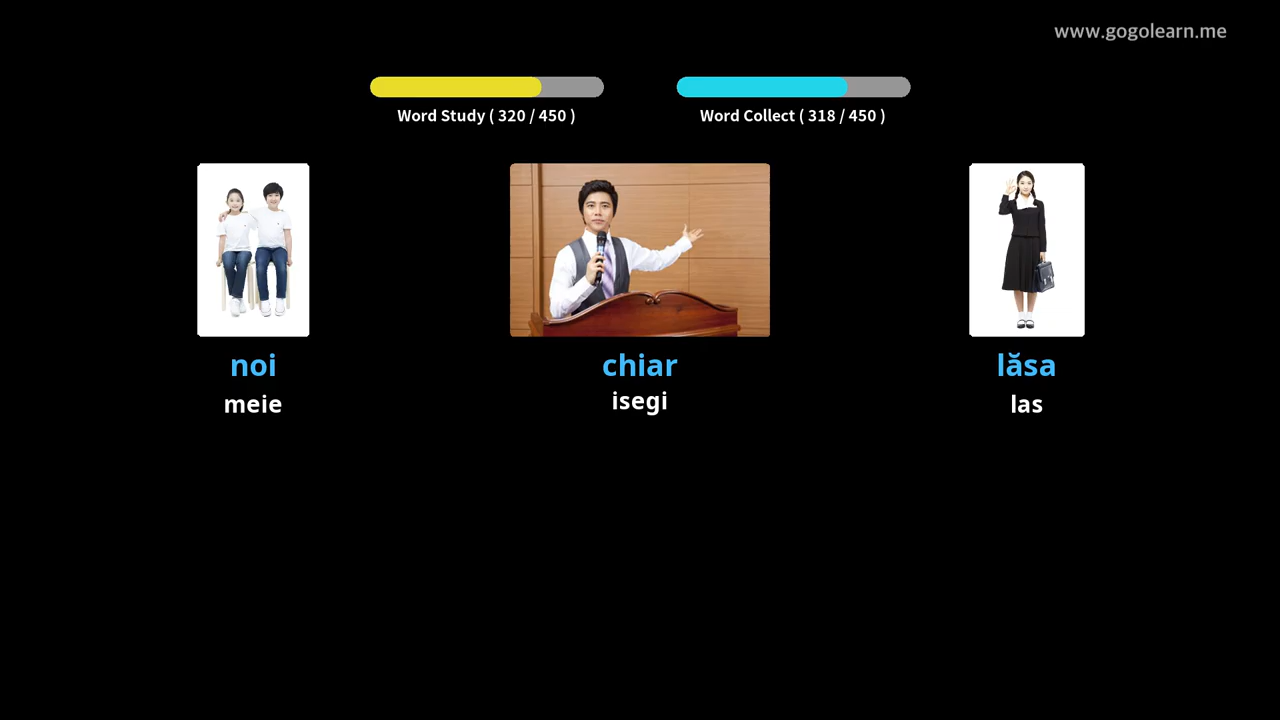 www.gogolearn.me
Word Study ( 320 / 450 )
Word Collect ( 318 / 450 )
noi
chiar
lăsa
meie
isegi
las